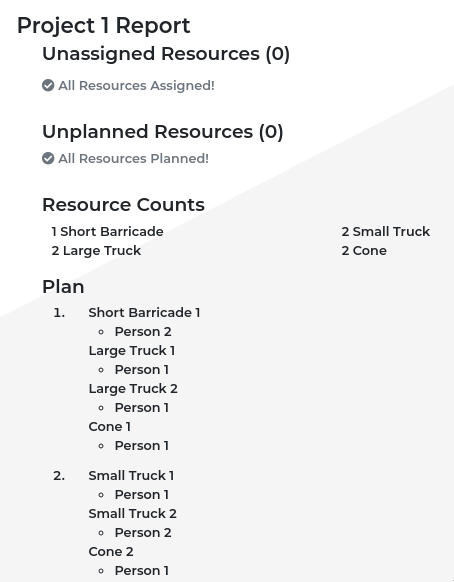 Project 1 Report
Unassigned Resources (0)
All Resources Assigned!
Unplanned Resources (0)
All Resources Planned!
Resource Counts
1 Short Barricade
2 Small Truck
2 Large Truck
2 Cone
Plan
1. Short Barricade 1
Person 2
Large Truck 1
Person 1
Large Truck 2
Person 1
Cone 1
Person 1
2. Small Truck 1
Person 1
Small Truck 2
Person 2
Cone 2
Person 1